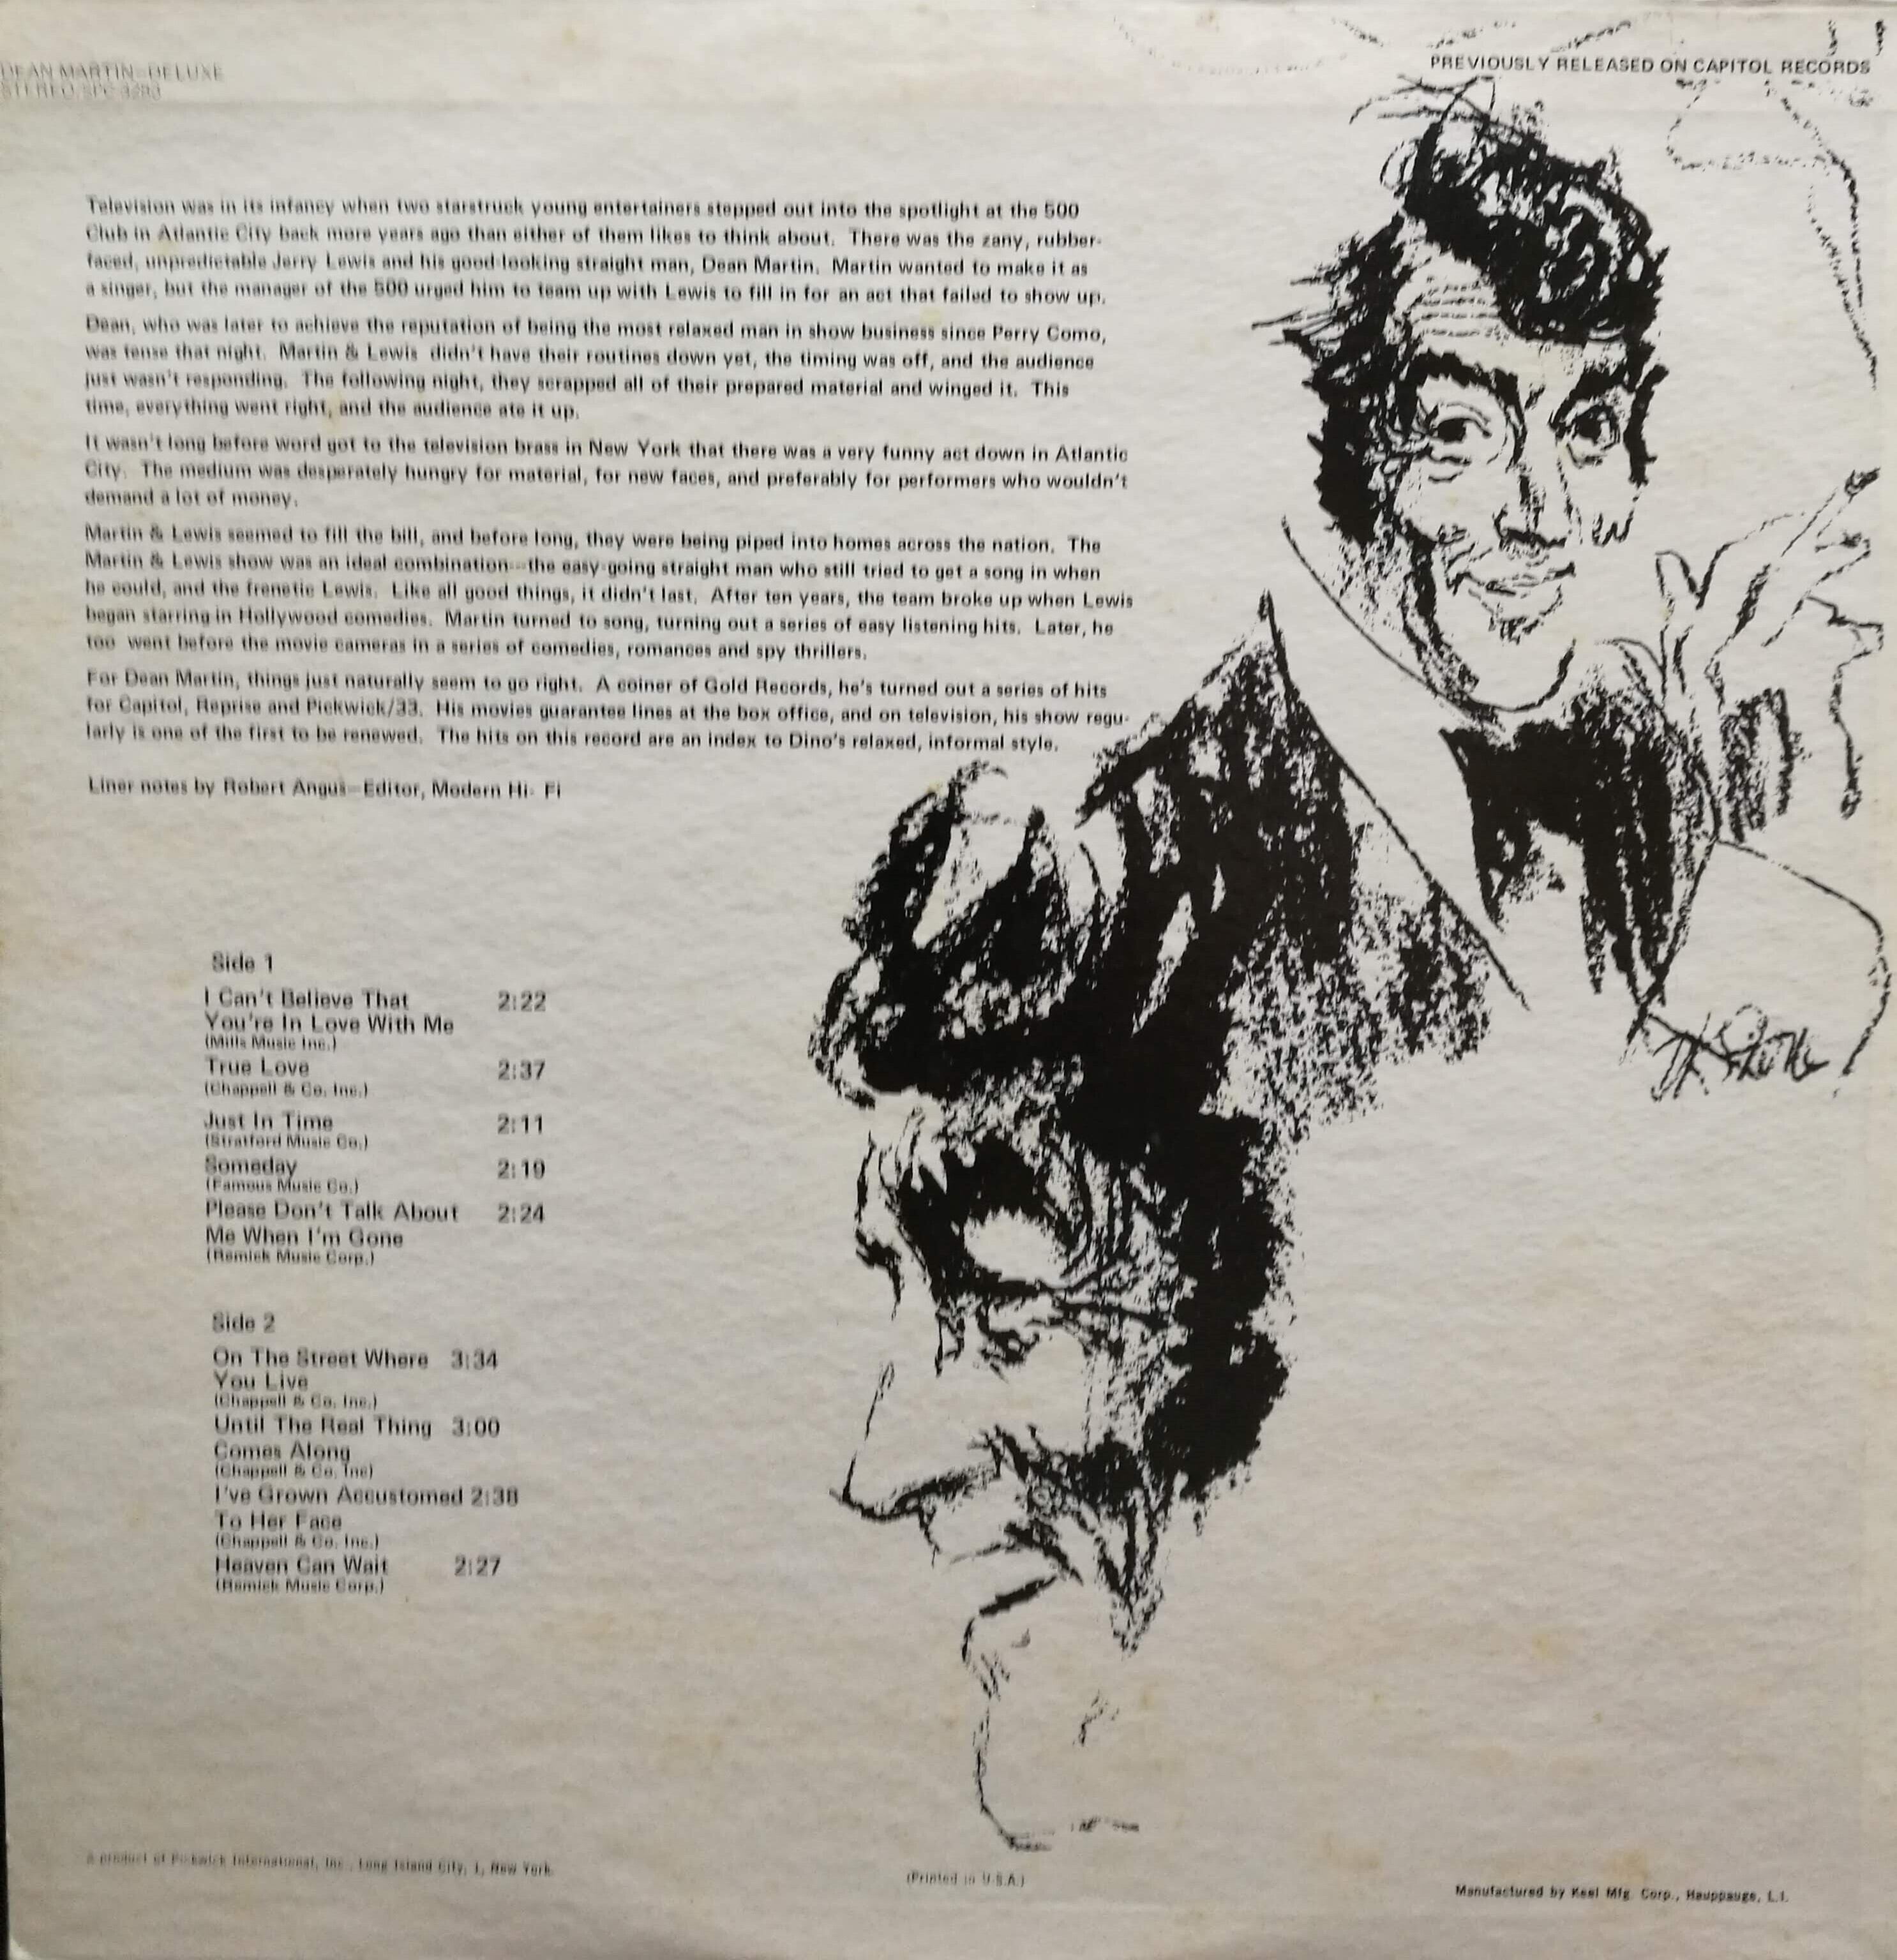 DEAN MARTIN—DELUXE
STEREO SPC-3283
PREVIOUSLY RELEASED ON CAPITOL RECORDS
Television was in its infancy when two starstruck young entertainers stepped out into the spotlight at the 500
Club in Atlantic City back more years ago than either of them likes to think about. There was the zany, rubber-
faced, unpredictable Jerry Lewis and his good-looking straight man, Dean Martin. Martin wanted to make it as
a singer, but the manager of the 500 urged him to team up with Lewis to fill in for an act that failed to show up.
Dean, who was later to achieve the reputation of being the most relaxed man in show business since Perry Como,
was tense that night. Martin & Lewis didn't have their routines down yet, the timing was off, and the audience
just wasn't responding. The following night, they scrapped all of their prepared material and winged it. This
time, everything went right, and the audience ate it up.
It wasn't long before word got to the television brass in New York that there was a very funny act down in Atlantic
City. The medium was desperately hungry for material, for new faces, and preferably for performers who wouldn't
demand a lot of money.
Martin & Lewis seemed to fill the bill, and before long, they were being piped into homes across the nation. The
Martin & Lewis show was an ideal combination—the easy-going straight man who still tried to get a song in when
he could, and the frenetic Lewis. Like all good things, it didn't last. After ten years, the team broke up when Lewis
began starring in Hollywood comedies. Martin turned to song, turning out a series of easy listening hits. Later, he
too went before the movie cameras in a series of comedies, romances and spy thrillers.
For Dean Martin, things just naturally seem to go right. A coiner of Gold Records, he's turned out a series of hits
for Capitol, Reprise and Pickwick/33. His movies guarantee lines at the box office, and on television, his show regu-
larly is one of the first to be renewed. The hits on this record are an index to Dino's relaxed, informal style.
Liner notes by Robert Angus—Editor, Modern Hi- Fi
Side 1
I Can't Believe That 2:22
You're In Love With Me
(Mills Music Inc.)
True Love 2:37
(Chappell & Co. Inc.)
Just In Time 2:11
(Stratford Music Co.)
Someday 2:19
(Famous Music Co.)
Please Don't Talk About 2:24
Me When I'm Gone
(Remick Music Corp.)
Side 2
On The Street Where 3:34
You Live
(Chappell & Co. Inc.)
Until The Real Thing 3:00
Comes Along
(Chappell & Co. Inc)
I've Grown Accustomed 2:38
To Her Face
(Chappell & Co. Inc.)
Heaven Can Wait 2:27
(Remick Music Corp.)
A product of Pickwick International, Inc., Long Island City, 1, New York.
(Printed in U.S.A.)
Manufactured by Keel Mfg. Corp., Hauppauge, L.I.